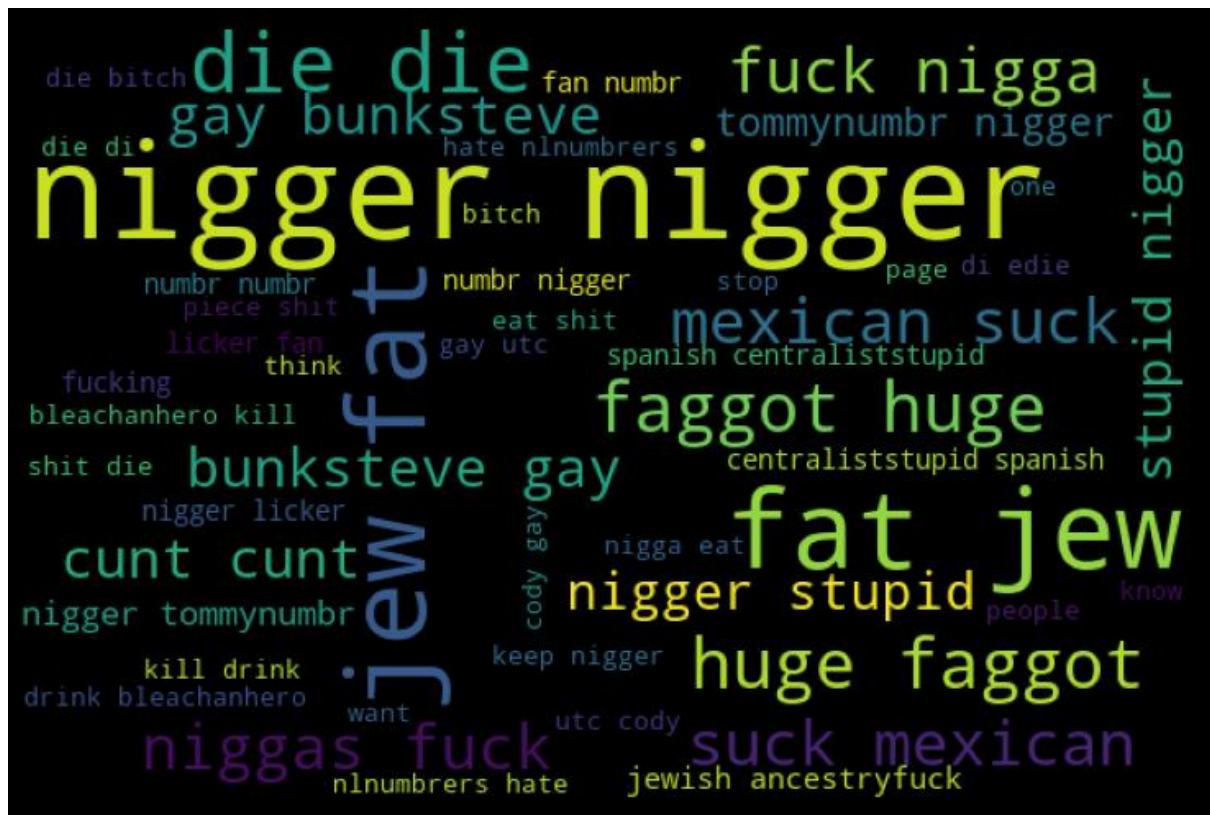 die die
fuck nigga
die bitch
fan numbr
gay bunksteve
tommynumbr nigger
die di
hate nlnumbrers
nigger nigger
one
bitch
stupid nigger
jew fat
numbr numbr
numbr nigger
stop
page
di edie
piece shit
eat shit
mexican suck
licker fan
gay utc
spanish centraliststupid
think
fucking
faggot huge
bleachanhero kill
shit die
bunksteve gay
centraliststupid spanish
nigger licker
cody gay
fat jew
cunt cunt
nigga eat
nigger stupid
know
nigger tommynumbr
people
kill drink
keep nigger
huge faggot
drink bleachanhero
want
utc cody
niggas fuck
suck mexican
nlnumbrers hate
jewish ancestryfuck